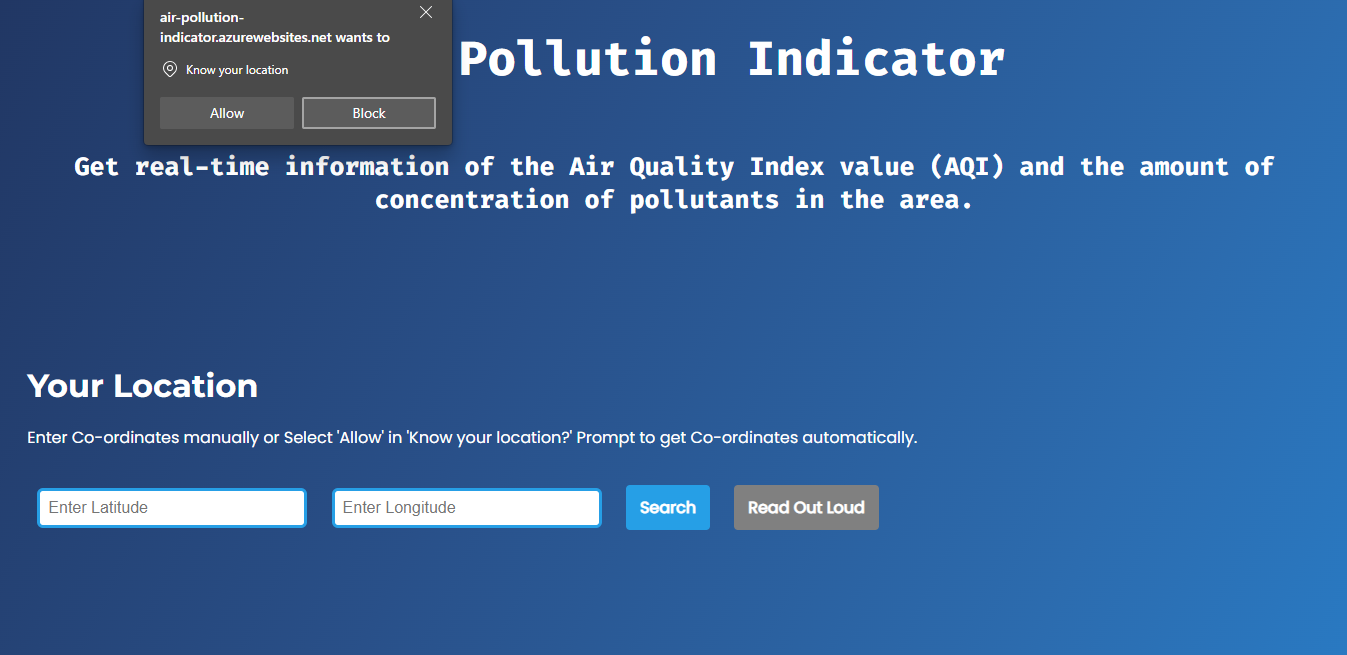 air-pollution-
indicator.azurewebsites.net wants to
Know your location
Allow
Block
Pollution Indicator
Get real-time information of the Air Quality Index value (AQI) and the amount of
concentration of pollutants in the area.
Your Location
Enter Co-ordinates manually or Select 'Allow' in 'Know your location?' Prompt to get Co-ordinates automatically.
Enter Latitude
Enter Longitude
Search
Read Out Loud